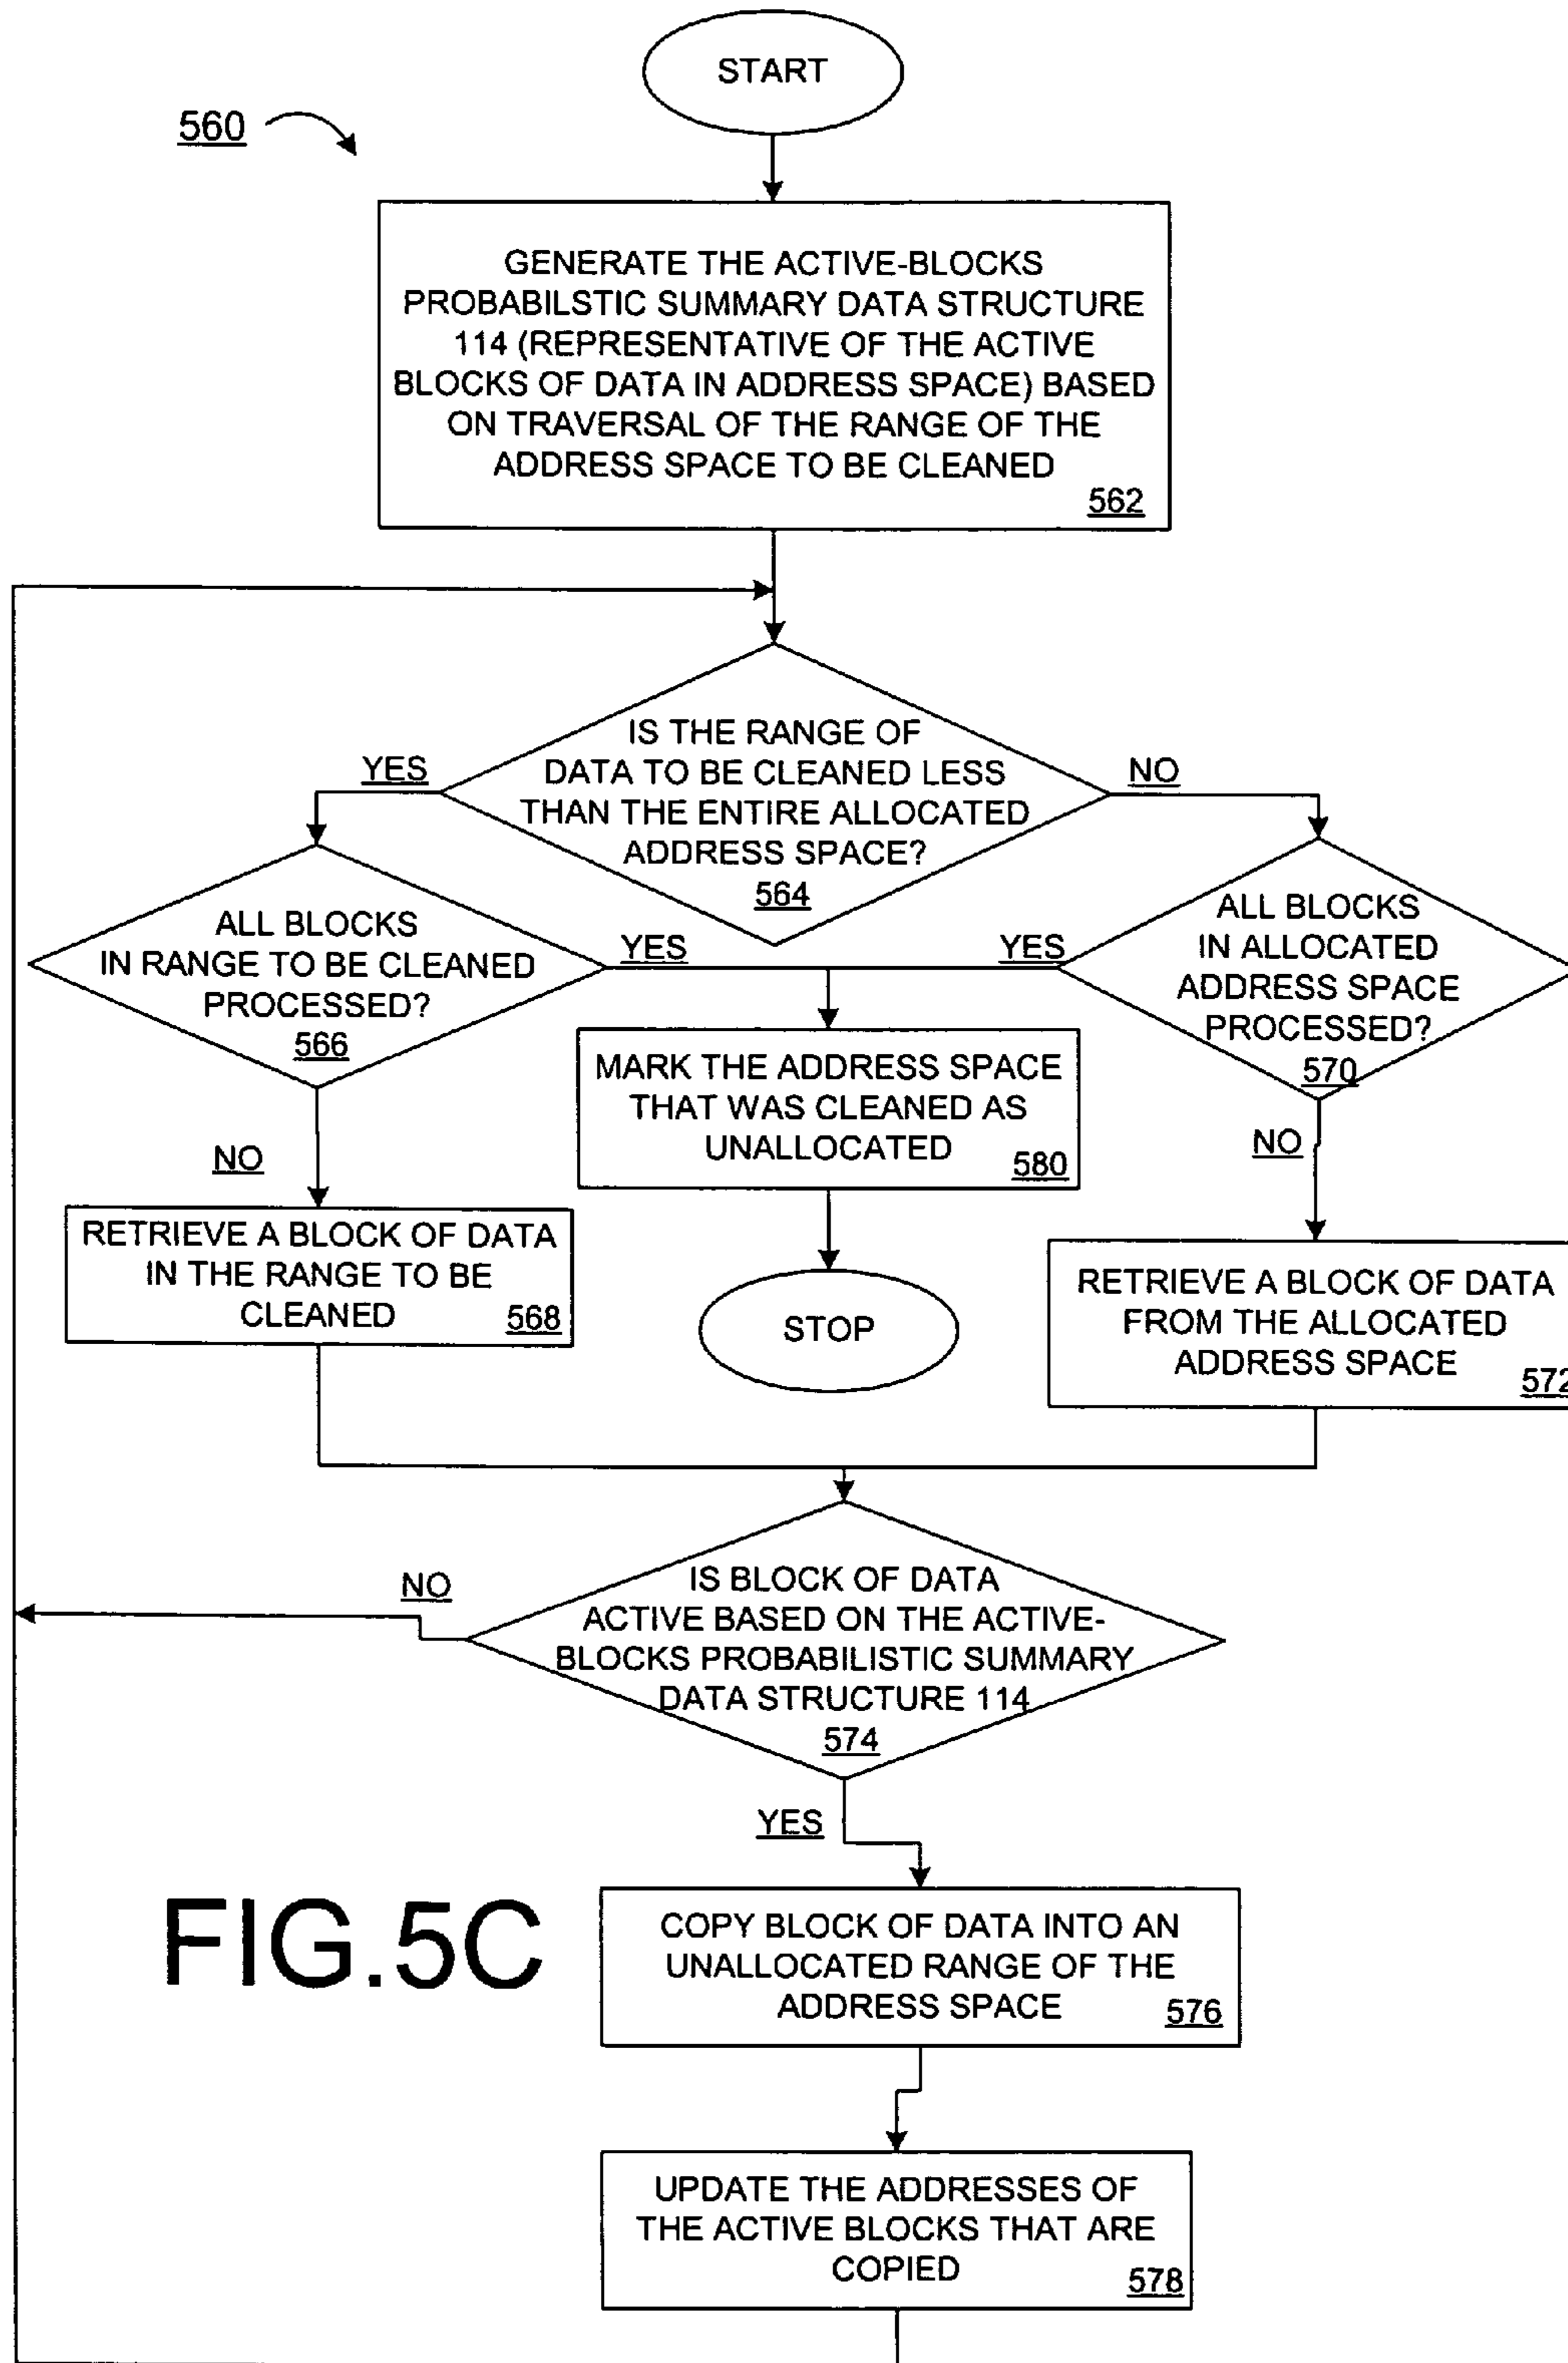 START
560
GENERATE THE ACTIVE-BLOCKS
PROBABILSTIC SUMMARY DATA STRUCTURE
114 (REPRESENTATIVE OF THE ACTIVE
BLOCKS OF DATA IN ADDRESS SPACE) BASED
ON TRAVERSAL OF THE RANGE OF THE
ADDRESS SPACE TO BE CLEANED
562
IS THE RANGE OF
DATA TO BE CLEANED LESS
THAN THE ENTIRE ALLOCATED
ADDRESS SPACE?
564
YES
NO
ALL BLOCKS
IN RANGE TO BE CLEANED
PROCESSED?
566
YES
YES
ALL BLOCKS
IN ALLOCATED
ADDRESS SPACE
PROCESSED?
570
MARK THE ADDRESS SPACE
THAT WAS CLEANED AS
UNALLOCATED
580
NO
NO
RETRIEVE A BLOCK OF DATA
IN THE RANGE TO BE
CLEANED
568
STOP
RETRIEVE A BLOCK OF DATA
FROM THE ALLOCATED
ADDRESS SPACE
572
IS BLOCK OF DATA
ACTIVE BASED ON THE ACTIVE-
BLOCKS PROBABILISTIC SUMMARY
DATA STRUCTURE 114
574
NO
YES
COPY BLOCK OF DATA INTO AN
UNALLOCATED RANGE OF THE
ADDRESS SPACE
576
FIG.5C
UPDATE THE ADDRESSES OF
THE ACTIVE BLOCKS THAT ARE
COPIED
578